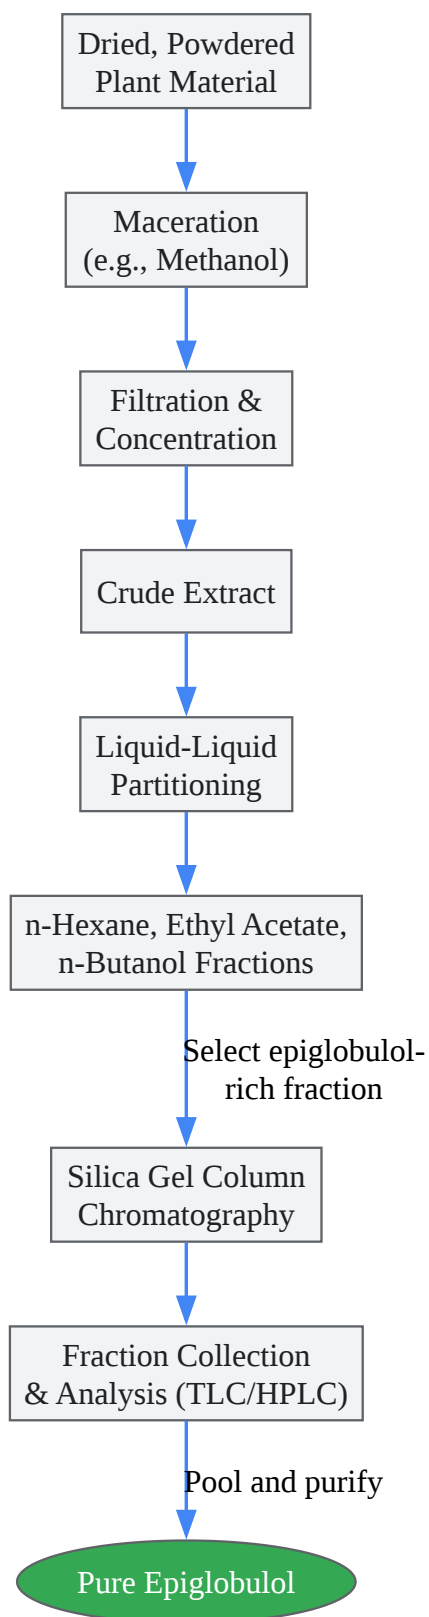 Dried, Powdered
Plant Material
Maceration
(e.g., Methanol)
Filtration &
Concentration
Crude Extract
Liquid-Liquid
Partitioning
n-Hexane, Ethyl Acetate,
n-Butanol Fractions
Select epiglobulol-
rich fraction
Silica Gel Column
Chromatography
Fraction Collection
& Analysis (TLC/HPLC)
Pool and purify
Pure Epiglobulol